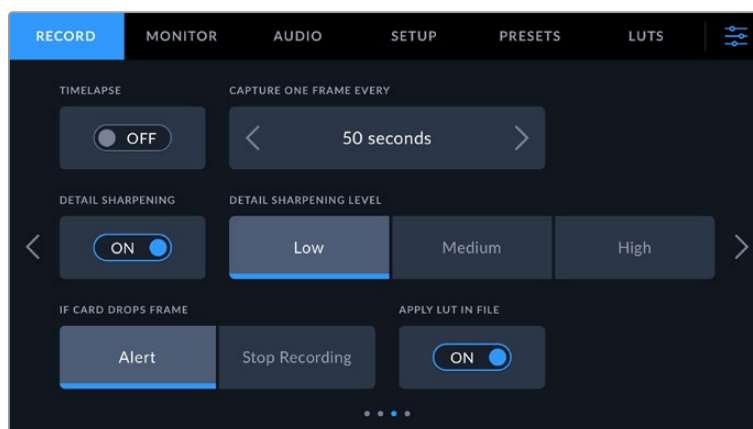 RECORD MONITOR AUDIO SETUP PRESETS LUTS
TIMELAPSE CAPTURE ONE FRAME EVERY
OFF 50 seconds
DETAIL SHARPENING DETAIL SHARPENING LEVEL
ON Low Medium High
IF CARD DROPS FRAME APPLY LUT IN FILE
Alert Stop Recording ON